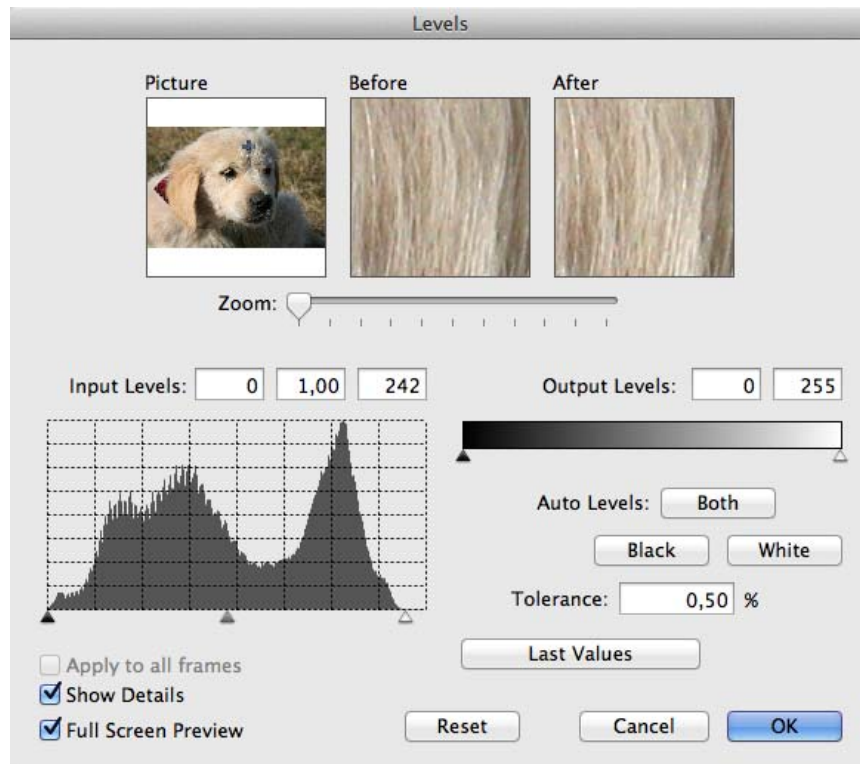 Levels
Picture Before After
Zoom:
Input Levels: 0 1,00 242 Output Levels: 0 255
Auto Levels: Both
Black White
Tolerance: 0,50 %
Last Values
Apply to all frames
Show Details
Full Screen Preview Reset Cancel OK